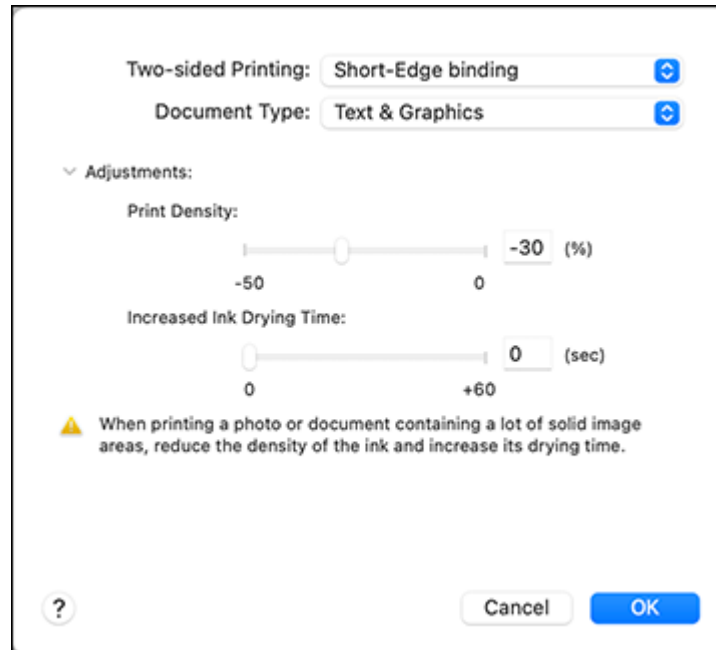 Two-sided Printing: Short-Edge binding
Document Type: Text & Graphics
Adjustments:
Print Density:
-30 (%)
-50 0
Increased Ink Drying Time:
0 (sec)
0 +60
When printing a photo or document containing a lot of solid image
areas, reduce the density of the ink and increase its drying time.
? Cancel OK